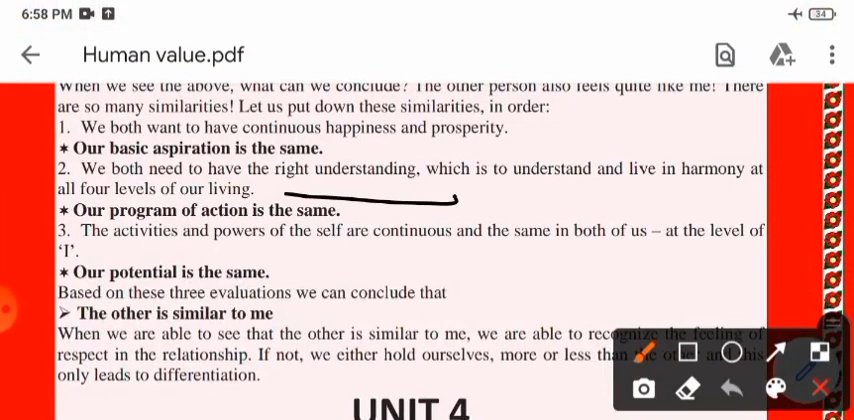 6:58 PM
34
Human value.pdf
When we see the above, what can we conclude? The other person also feels quite like me! There
are so many similarities! Let us put down these similarities, in order:
1. We both want to have continuous happiness and prosperity.
✶ Our basic aspiration is the same.
2. We both need to have the right understanding, which is to understand and live in harmony at
all four levels of our living.
✶ Our program of action is the same.
3. The activities and powers of the self are continuous and the same in both of us – at the level of
‘I’.
✶ Our potential is the same.
Based on these three evaluations we can conclude that
➢ The other is similar to me
When we are able to see that the other is similar to me, we are able to recognize the feeling of
respect in the relationship. If not, we either hold ourselves, more or less than the other and this
only leads to differentiation.
UNIT 4